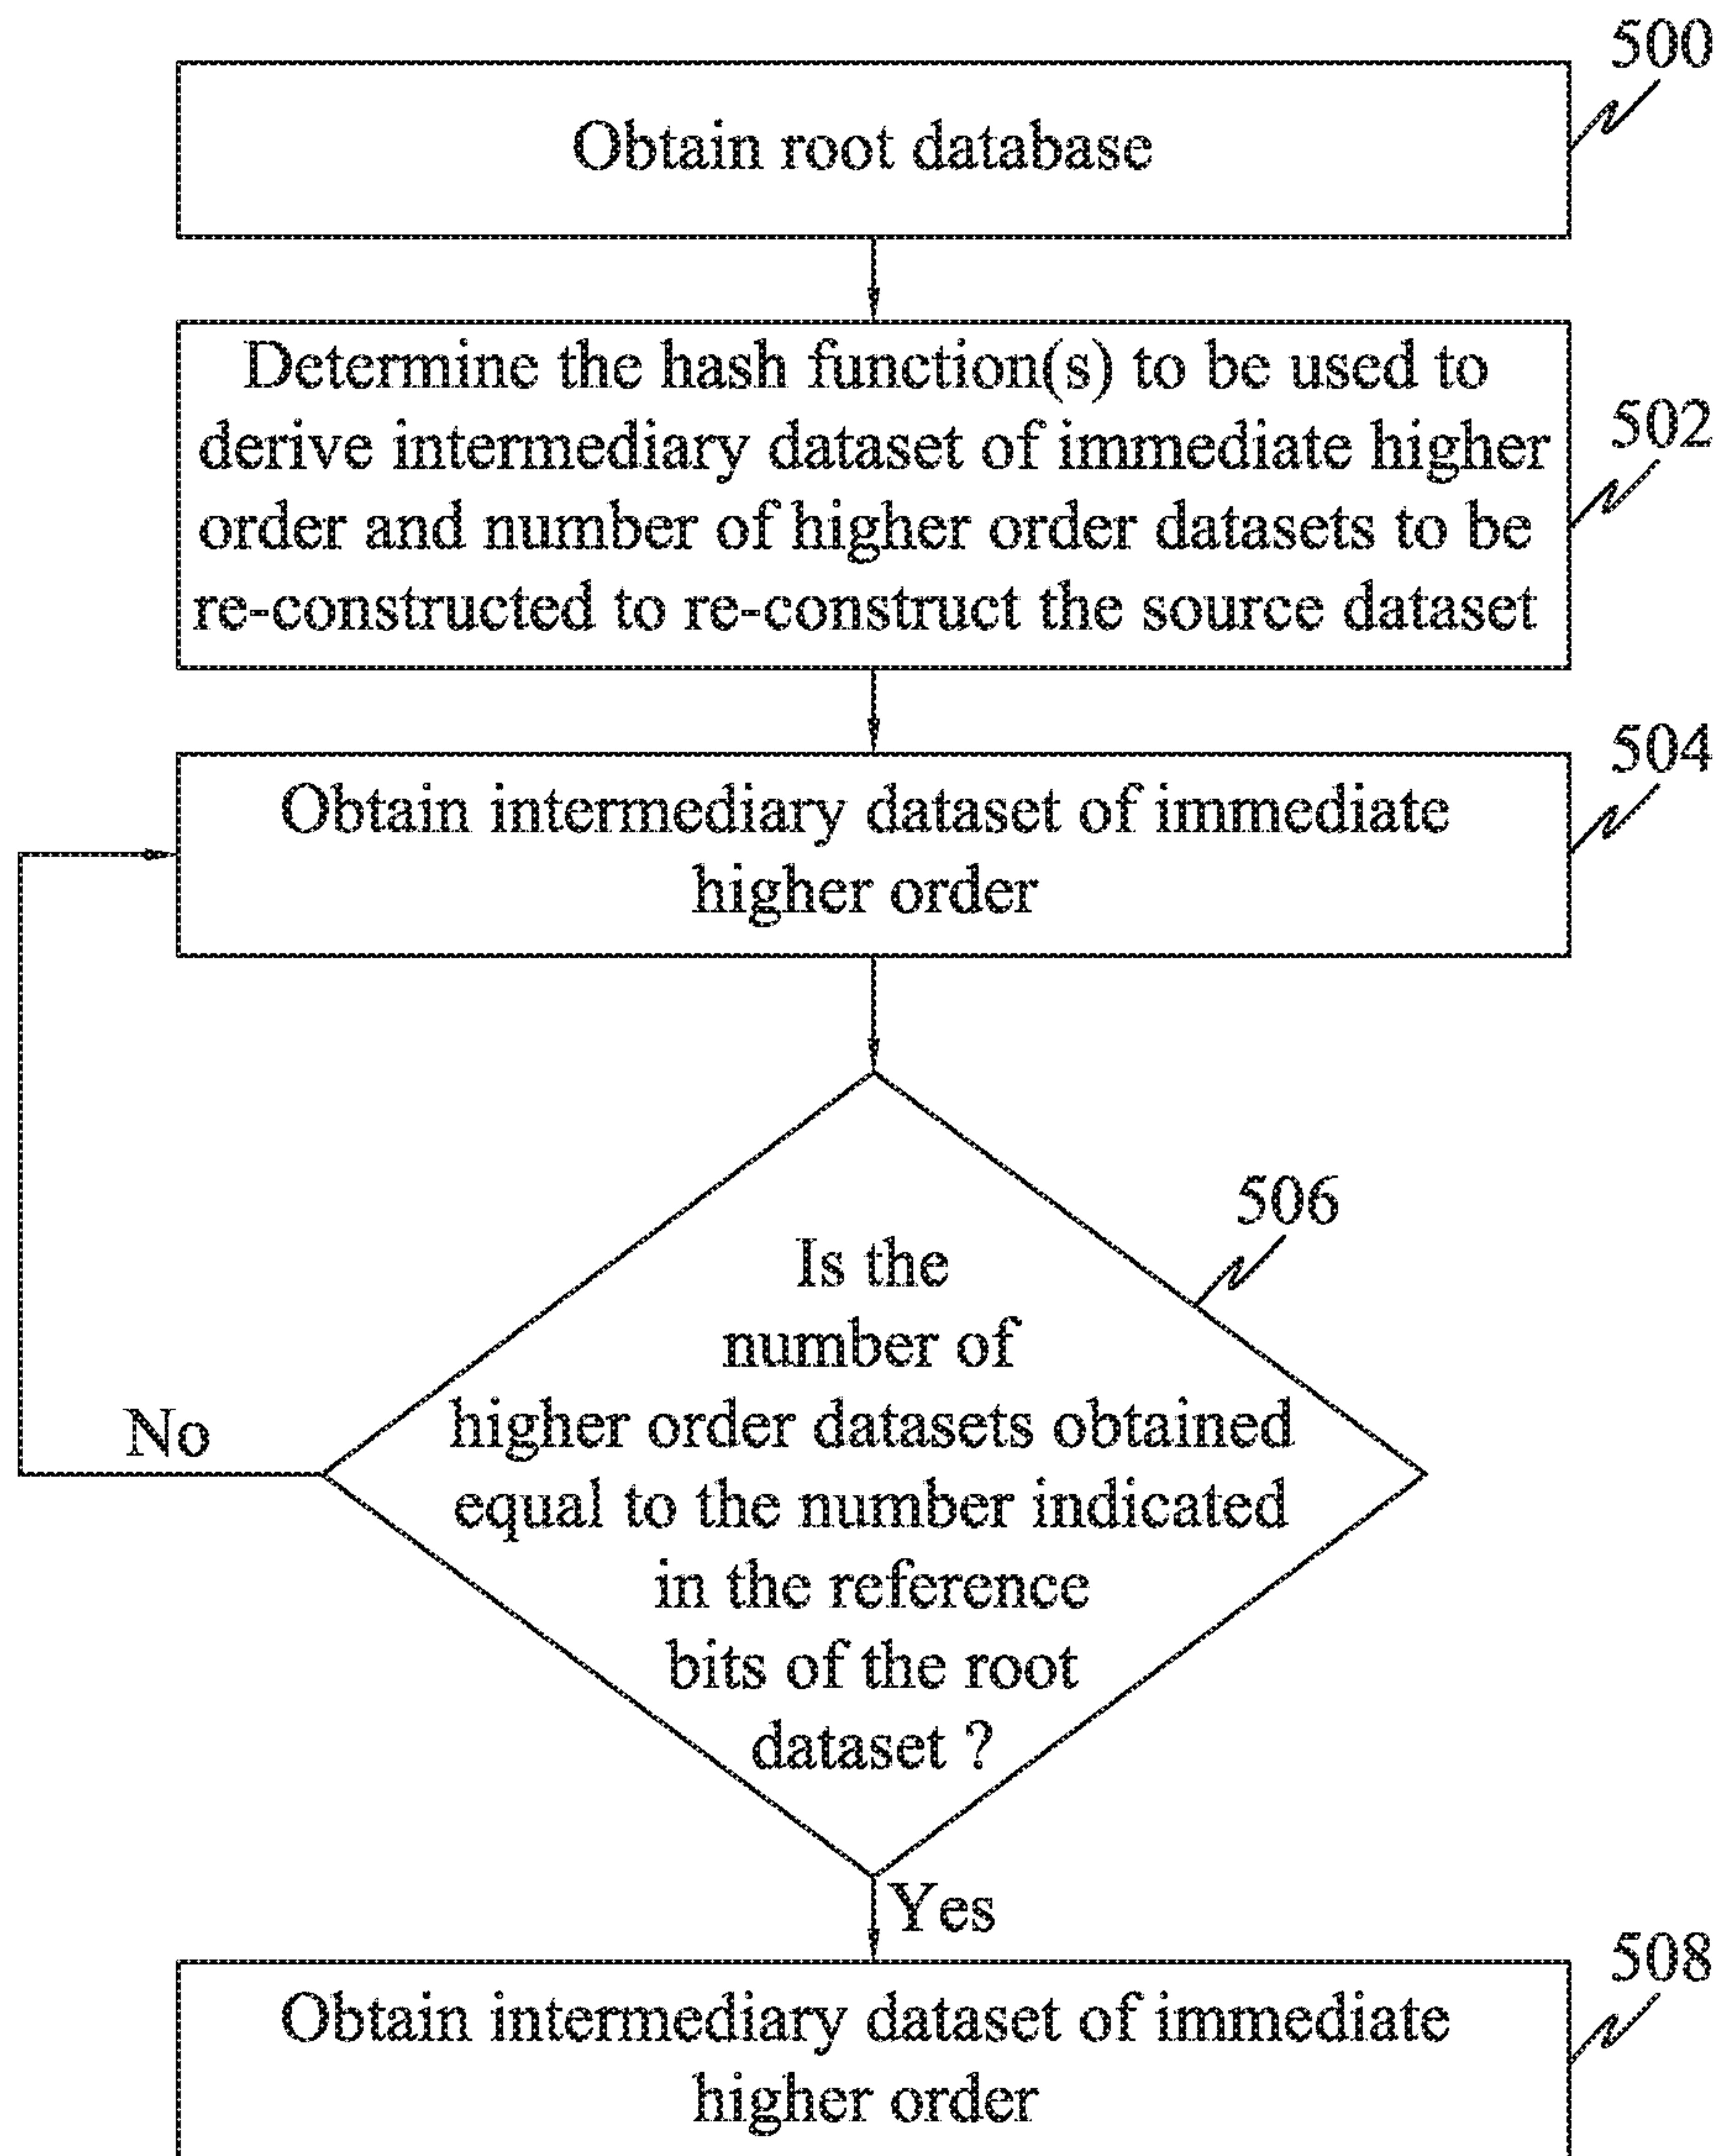 500
Obtain root database
Determine the hash function(s) to be used to
derive intermediary dataset of immediate higher
order and number of higher order datasets to be
re-constructed to re-construct the source dataset
502
504
Obtain intermediary dataset of immediate
higher order
506
Is the
number of
higher order datasets obtained
equal to the number indicated
in the reference
bits of the root
dataset ?
No
Yes
508
Obtain intermediary dataset of immediate
higher order